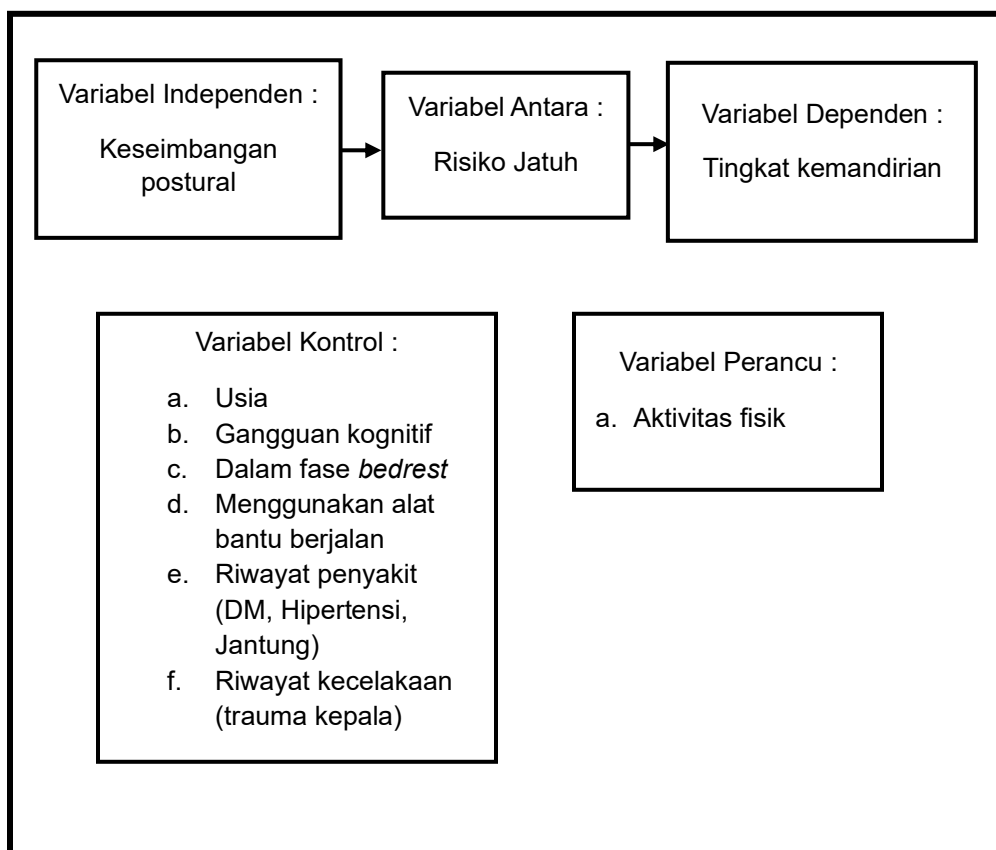 Variabel Independen :
Keseimbangan
postural
Variabel Antara :
Risiko Jatuh
Variabel Dependen :
Tingkat kemandirian
Variabel Kontrol :
a. Usia
b. Gangguan kognitif
c. Dalam fase bedrest
d. Menggunakan alat
bantu berjalan
e. Riwayat penyakit
(DM, Hipertensi,
Jantung)
f. Riwayat kecelakaan
(trauma kepala)
Variabel Perancu :
a. Aktivitas fisik